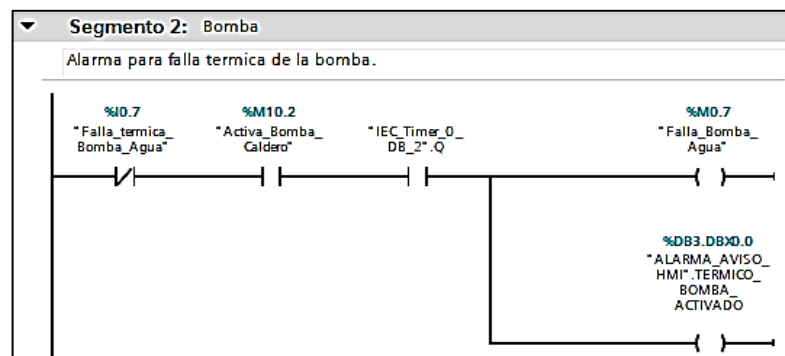 Segmento 2: Bomba
Alarma para falla termica de la bomba.
%I0.7
"Falla_termica_
Bomba_Agua"
%M10.2
"Activa_Bomba_
Caldero"
"IEC_Timer_0_
DB_2".Q
%M0.7
"Falla_Bomba_
Agua"
%DB3.DBX0.0
"ALARMA_AVISO_
HMI".TERMICO_
BOMBA_
ACTIVADO